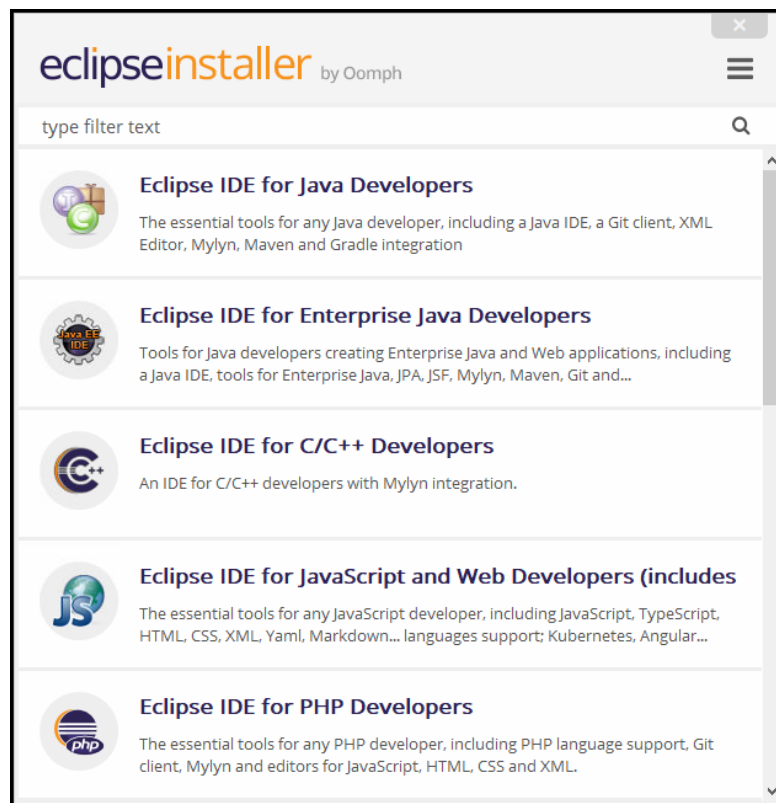 eclipseinstaller by Oomph
type filter text
Eclipse IDE for Java Developers
The essential tools for any Java developer, including a Java IDE, a Git client, XML
Editor, Mylyn, Maven and Gradle integration
Java EE
IDE
Eclipse IDE for Enterprise Java Developers
Tools for Java developers creating Enterprise Java and Web applications, including
a Java IDE, tools for Enterprise Java, JPA, JSF, Mylyn, Maven, Git and...
C++
Eclipse IDE for C/C++ Developers
An IDE for C/C++ developers with Mylyn integration.
JS
Eclipse IDE for JavaScript and Web Developers (includes
The essential tools for any JavaScript developer, including JavaScript, TypeScript,
HTML, CSS, XML, Yaml, Markdown... languages support; Kubernetes, Angular...
php
Eclipse IDE for PHP Developers
The essential tools for any PHP developer, including PHP language support, Git
client, Mylyn and editors for JavaScript, HTML, CSS and XML.